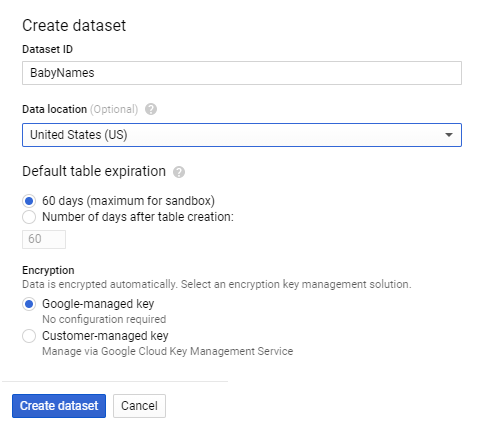 Create dataset
Dataset ID
BabyNames
Data location (Optional) ?
United States (US)
Default table expiration ?
60 days (maximum for sandbox)
Number of days after table creation:
60
Encryption
Data is encrypted automatically. Select an encryption key management solution.
Google-managed key
No configuration required
Customer-managed key
Manage via Google Cloud Key Management Service
Create dataset Cancel